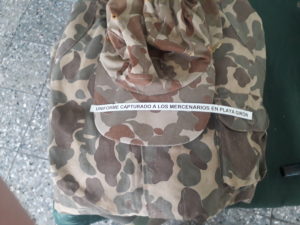 UNIFORME CAPTURADO A LOS MERCENARIOS EN PLAYA GIRÓN